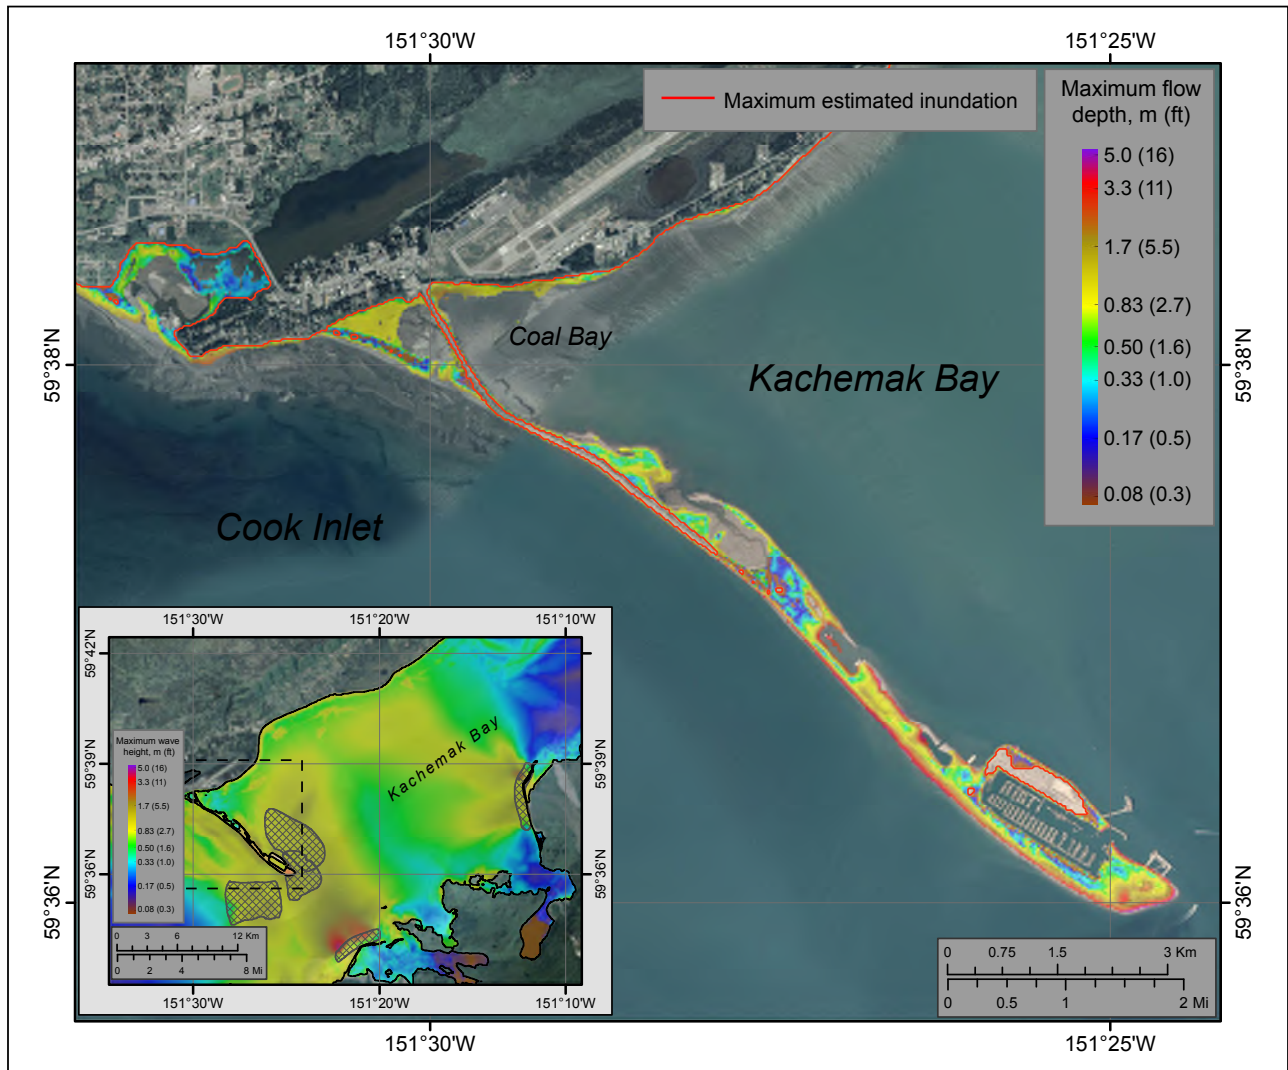 151°30'W
151°25'W
Maximum estimated inundation
Maximum flow
depth, m (ft)
5.0 (16)
3.3 (11)
1.7 (5.5)
0.83 (2.7)
0.50 (1.6)
0.33 (1.0)
0.17 (0.5)
0.08 (0.3)
59°38'N
59°38'N
Coal Bay
Kachemak Bay
Cook Inlet
151°30'W
151°20'W
151°10'W
59°42'N
59°39'N
59°36'N
59°39'N
59°36'N
Kachemak Bay
Maximum wave
height, m (ft)
5.0 (16)
3.3 (11)
1.7 (5.5)
0.83 (2.7)
0.50 (1.6)
0.33 (1.0)
0.17 (0.5)
0.08 (0.3)
0 3 6 12 Km
0 2 4 8 Mi
151°30'W
151°20'W
151°10'W
59°36'N
59°36'N
0 0.75 1.5 3 Km
0 0.5 1 2 Mi
151°30'W
151°25'W